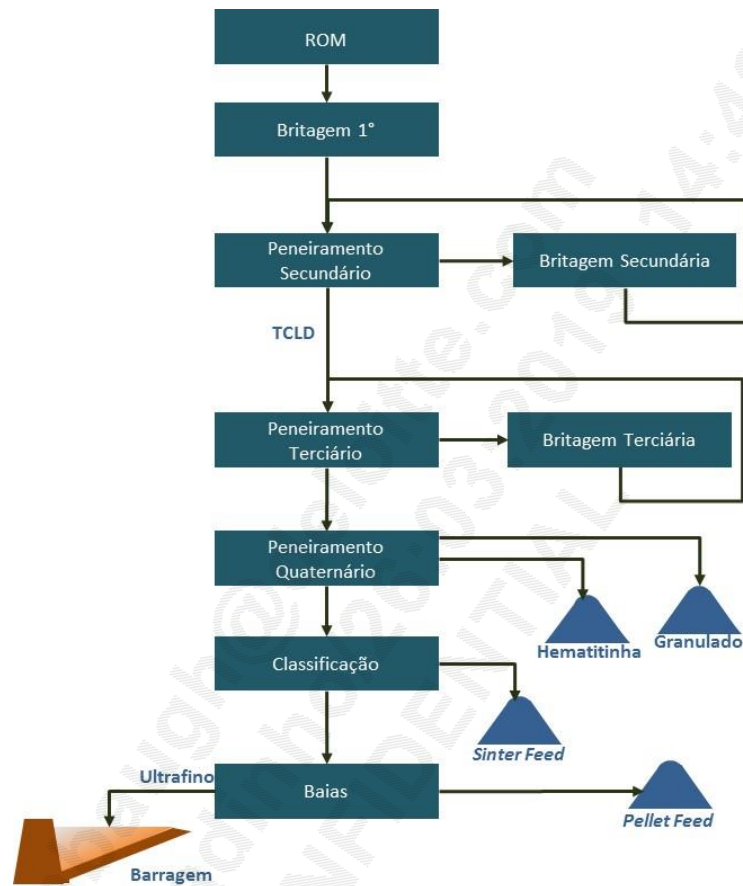 ROM
Britagem 1°
Peneiramento
Secundário
Britagem Secundária
TCLD
Peneiramento
Terciário
Britagem Terciária
Peneiramento
Quaternário
Hematitinha
Granulado
Classificação
Sinter Feed
Ultrafino
Baias
Pellet Feed
Barragem